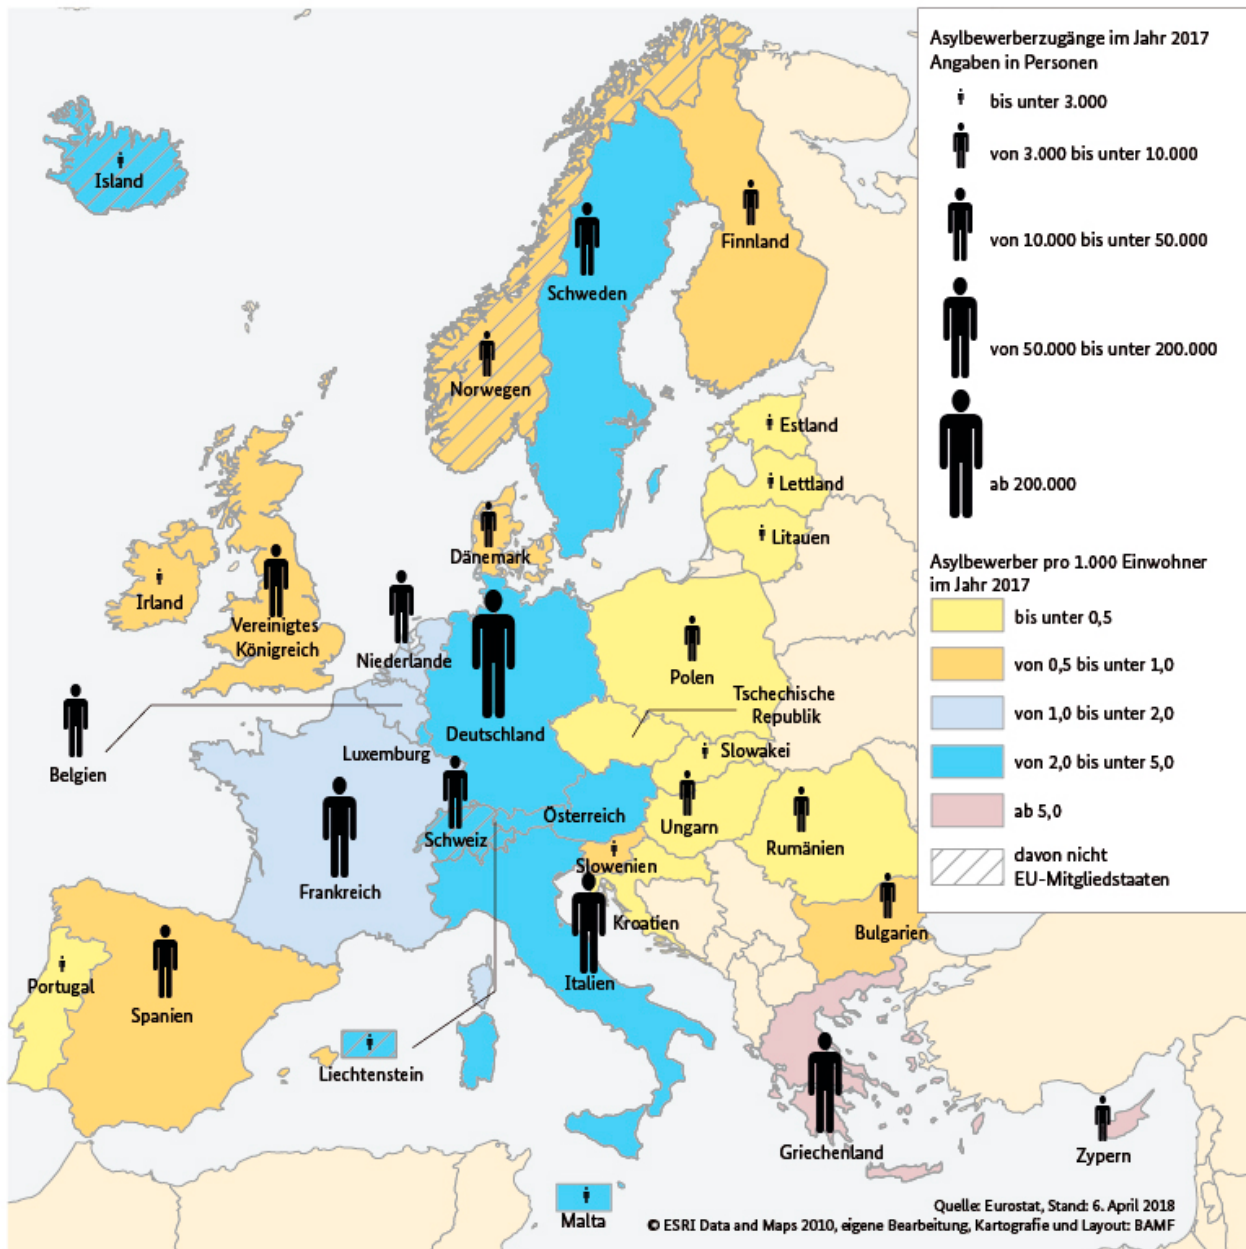 Asylbewerberzugänge im Jahr 2017
Angaben in Personen
bis unter 3.000
von 3.000 bis unter 10.000
von 10.000 bis unter 50.000
von 50.000 bis unter 200.000
ab 200.000
Asylbewerber pro 1.000 Einwohner
im Jahr 2017
bis unter 0,5
von 0,5 bis unter 1,0
von 1,0 bis unter 2,0
von 2,0 bis unter 5,0
ab 5,0
davon nicht
EU-Mitgliedstaaten
Island
Finnland
Schweden
Norwegen
Estland
Lettland
Litauen
Dänemark
Irland
Vereinigtes
Königreich
Niederlande
Polen
Tschechische
Republik
Deutschland
Slowakei
Luxemburg
Belgien
Österreich
Ungarn
Schweiz
Rumänien
Slowenien
Frankreich
Kroatien
Bulgarien
Italien
Portugal
Spanien
Liechtenstein
Griechenland
Zypern
Malta
Quelle: Eurostat, Stand: 6. April 2018
© ESRI Data and Maps 2010, eigene Bearbeitung, Kartografie und Layout: BAMF